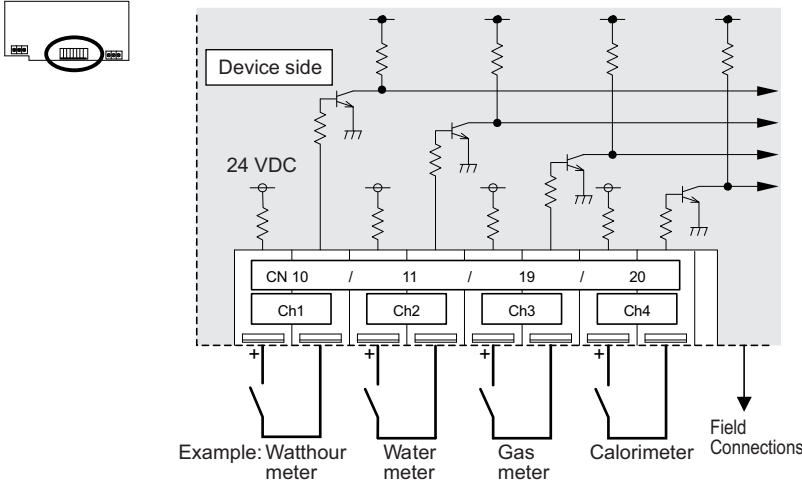 Device side
24 VDC
CN 10 / 11 / 19 / 20
Ch1 Ch2 Ch3 Ch4
+ + + +
Example: Watthour meter
Water meter
Gas meter
Calorimeter
Field Connections